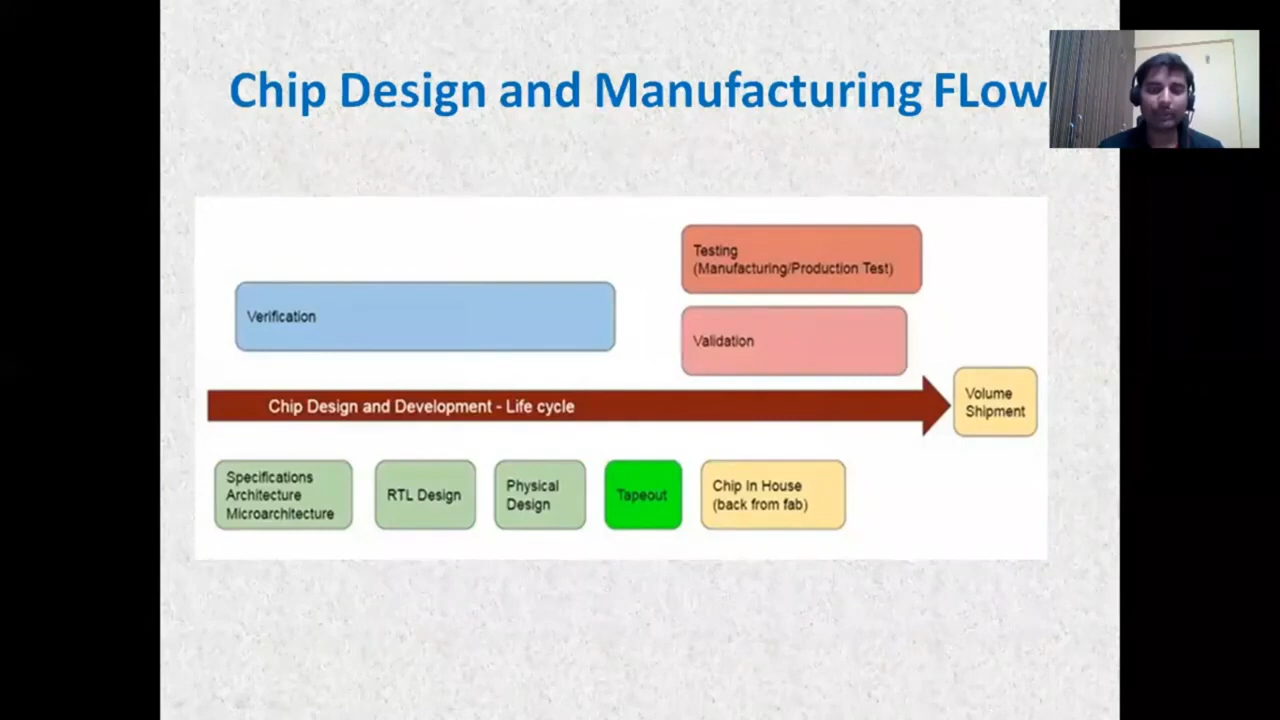 Chip Design and Manufacturing FLow
Testing
(Manufacturing/Production Test)
Verification
Validation
Chip Design and Development - Life cycle
Volume
Shipment
Specifications
Architecture
Microarchitecture
RTL Design
Physical
Design
Tapeout
Chip In House
(back from fab)